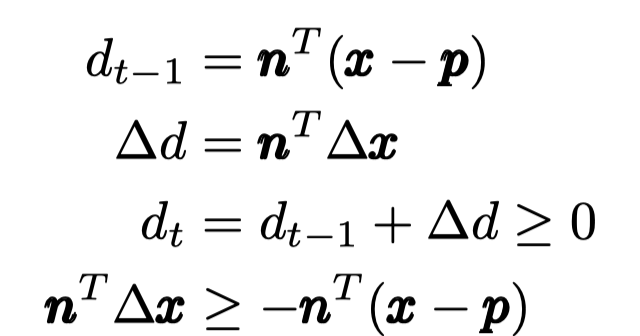 d_{t-1} = n^T(x − p)
Δd = n^T Δx
d_t = d_{t-1} + Δd ≥ 0
n^T Δx ≥ −n^T(x − p)